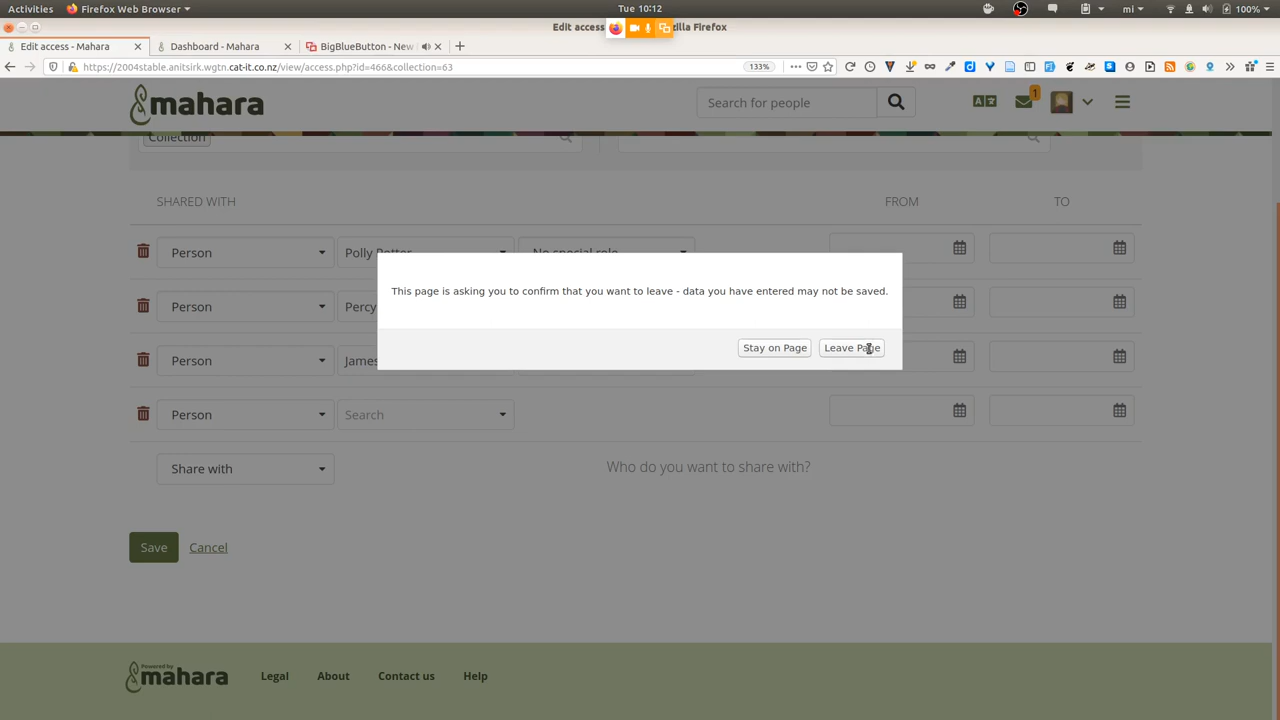 Activities Firefox Web Browser Tue 10:12 mi 100%
Edit access zilla Firefox
Edit access - Mahara Dashboard - Mahara BigBlueButton - New
https://2004stable.anitsirk.wgtn.cat-it.co.nz/view/access.php?id=466&collection=63 133%
mahara Search for people 1
Collection
SHARED WITH FROM TO
Person Polly Potter No special role
This page is asking you to confirm that you want to leave - data you have entered may not be saved.
Person Percy
Stay on Page Leave Page
Person James
Person Search
Share with Who do you want to share with?
Save Cancel
Powered by
mahara Legal About Contact us Help